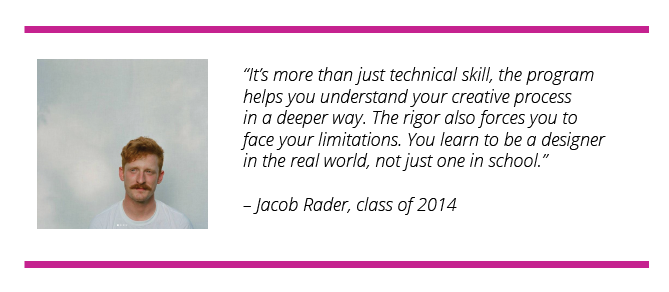 “It’s more than just technical skill, the program
helps you understand your creative process
in a deeper way. The rigor also forces you to
face your limitations. You learn to be a designer
in the real world, not just one in school.”
– Jacob Rader, class of 2014